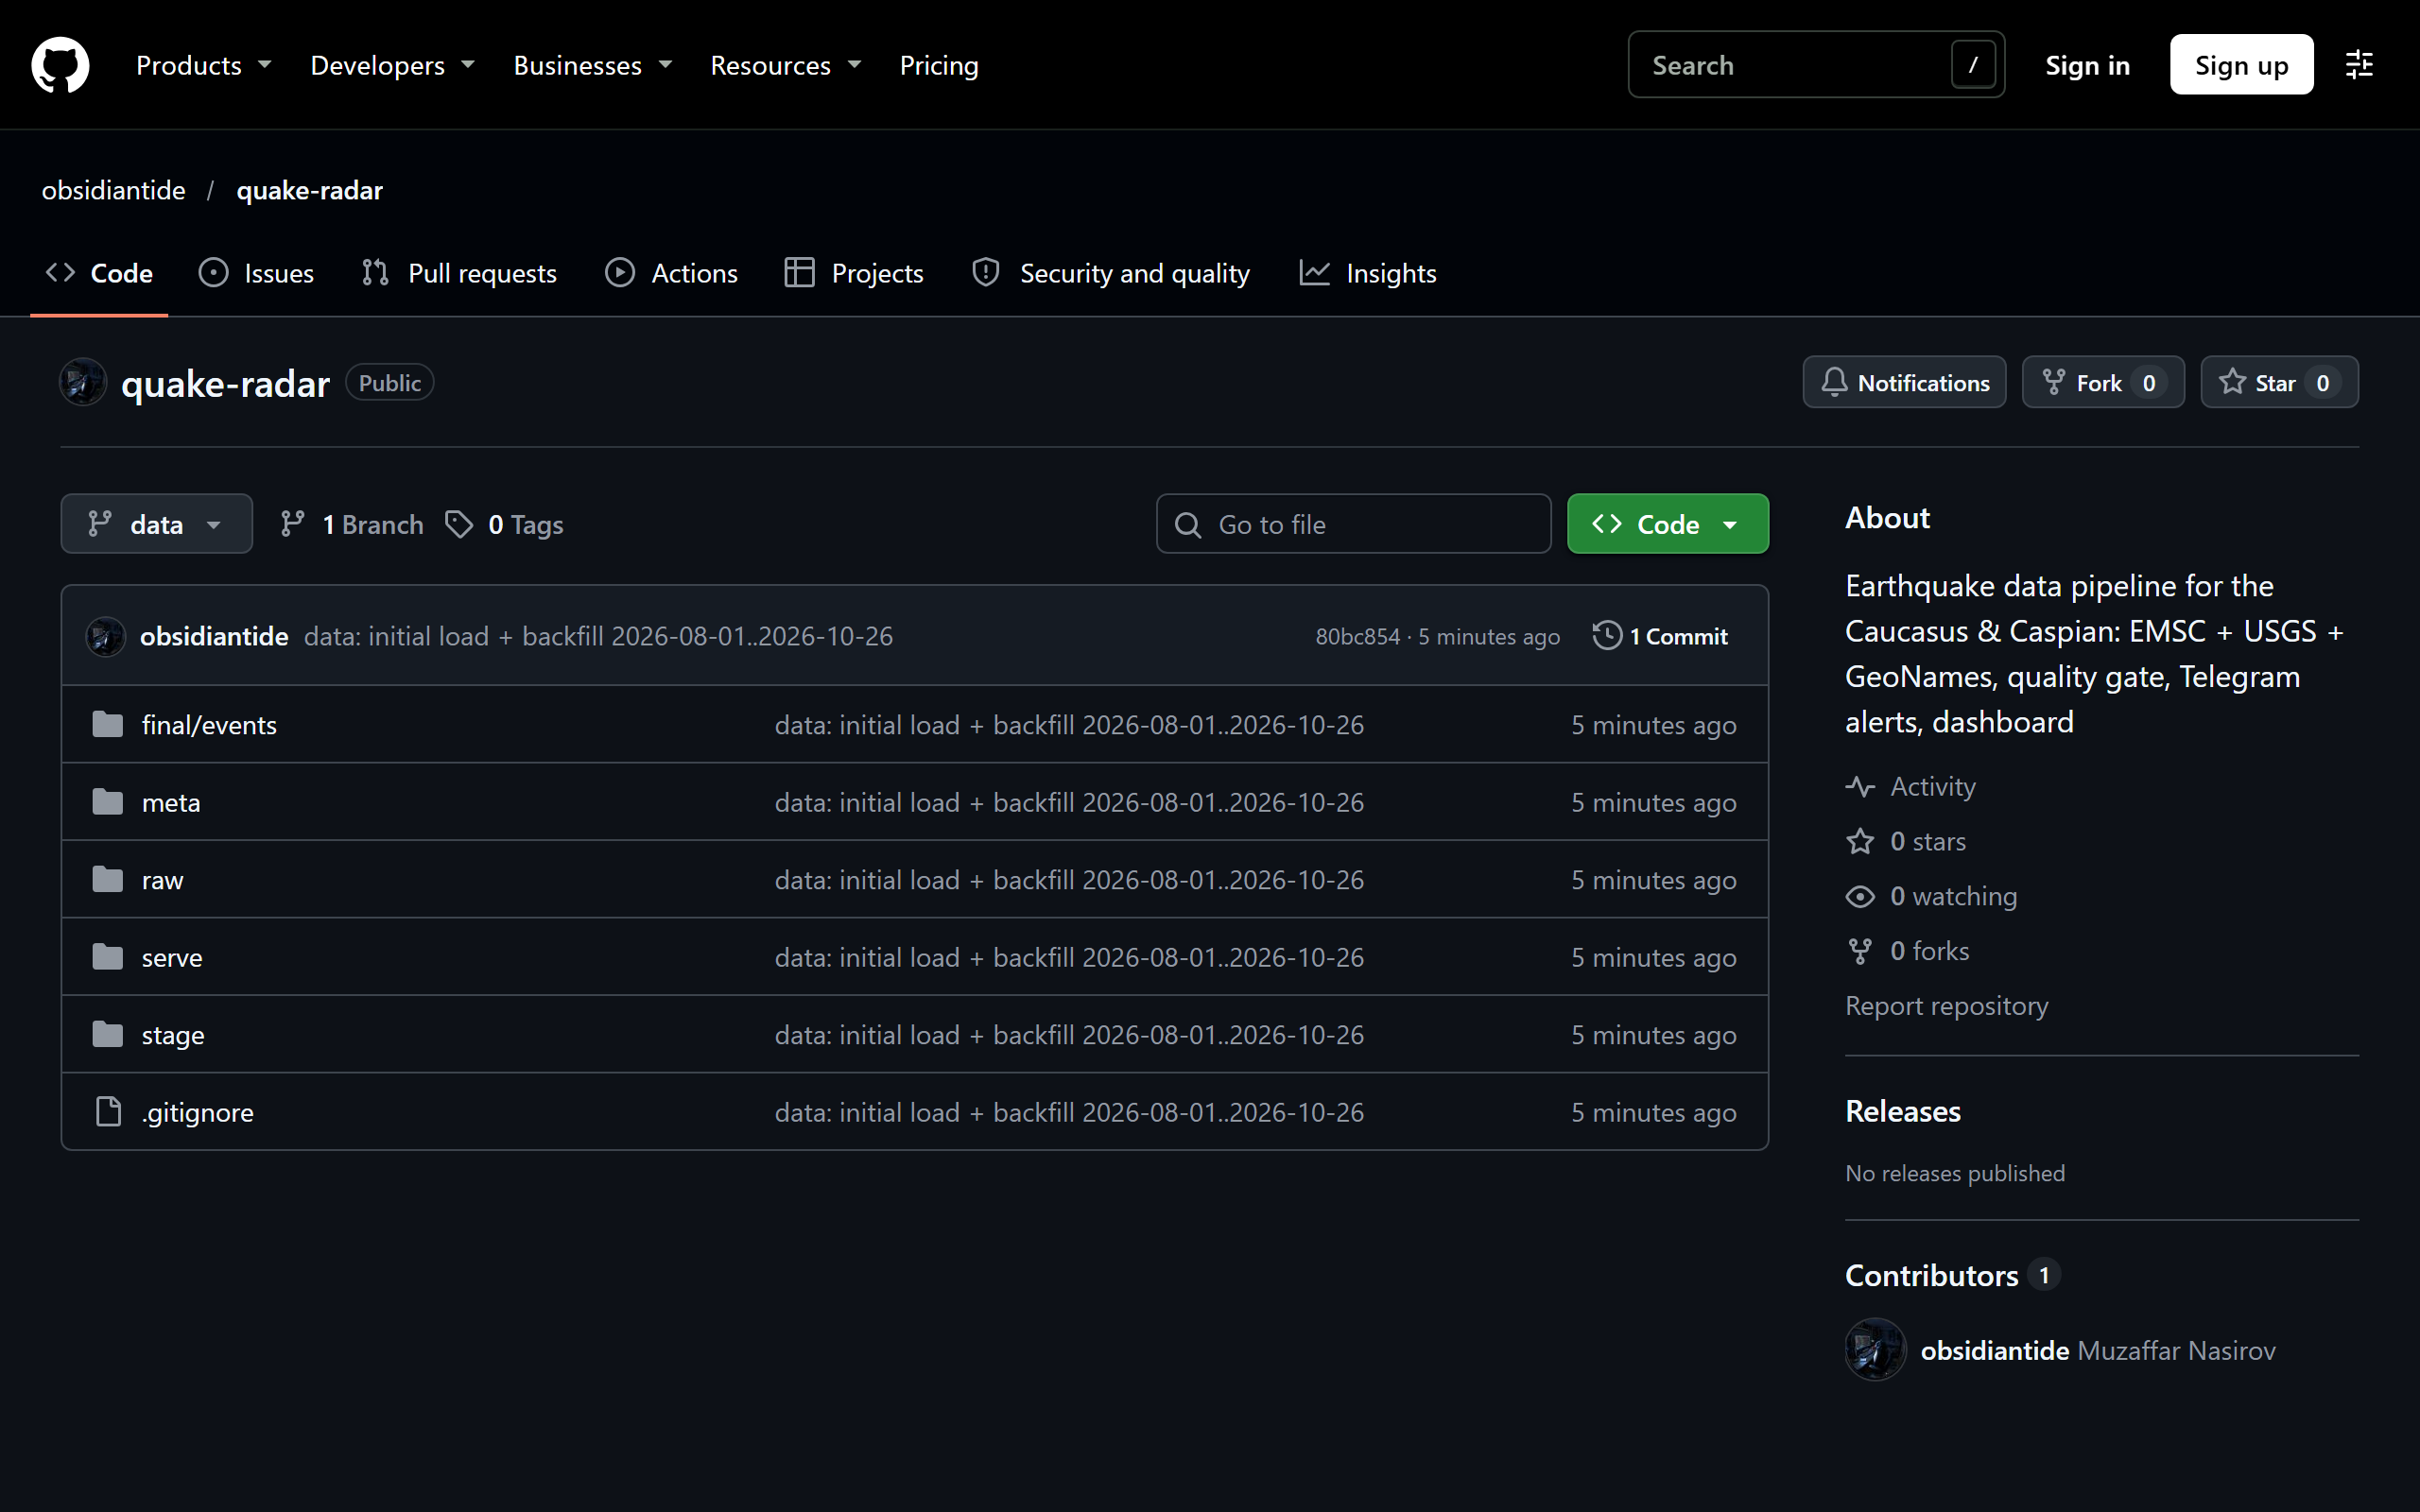 Products Developers Businesses Resources Pricing Search / Sign in Sign up
obsidiantide / quake-radar
Code Issues Pull requests Actions Projects Security and quality Insights
quake-radar Public Notifications Fork 0 Star 0
data 1 Branch 0 Tags Go to file Code
obsidiantide data: initial load + backfill 2026-08-01..2026-10-26 80bc854 · 5 minutes ago 1 Commit
final/events data: initial load + backfill 2026-08-01..2026-10-26 5 minutes ago
meta data: initial load + backfill 2026-08-01..2026-10-26 5 minutes ago
raw data: initial load + backfill 2026-08-01..2026-10-26 5 minutes ago
serve data: initial load + backfill 2026-08-01..2026-10-26 5 minutes ago
stage data: initial load + backfill 2026-08-01..2026-10-26 5 minutes ago
.gitignore data: initial load + backfill 2026-08-01..2026-10-26 5 minutes ago
About
Earthquake data pipeline for the
Caucasus & Caspian: EMSC + USGS +
GeoNames, quality gate, Telegram
alerts, dashboard
Activity
0 stars
0 watching
0 forks
Report repository
Releases
No releases published
Contributors 1
obsidiantide Muzaffar Nasirov